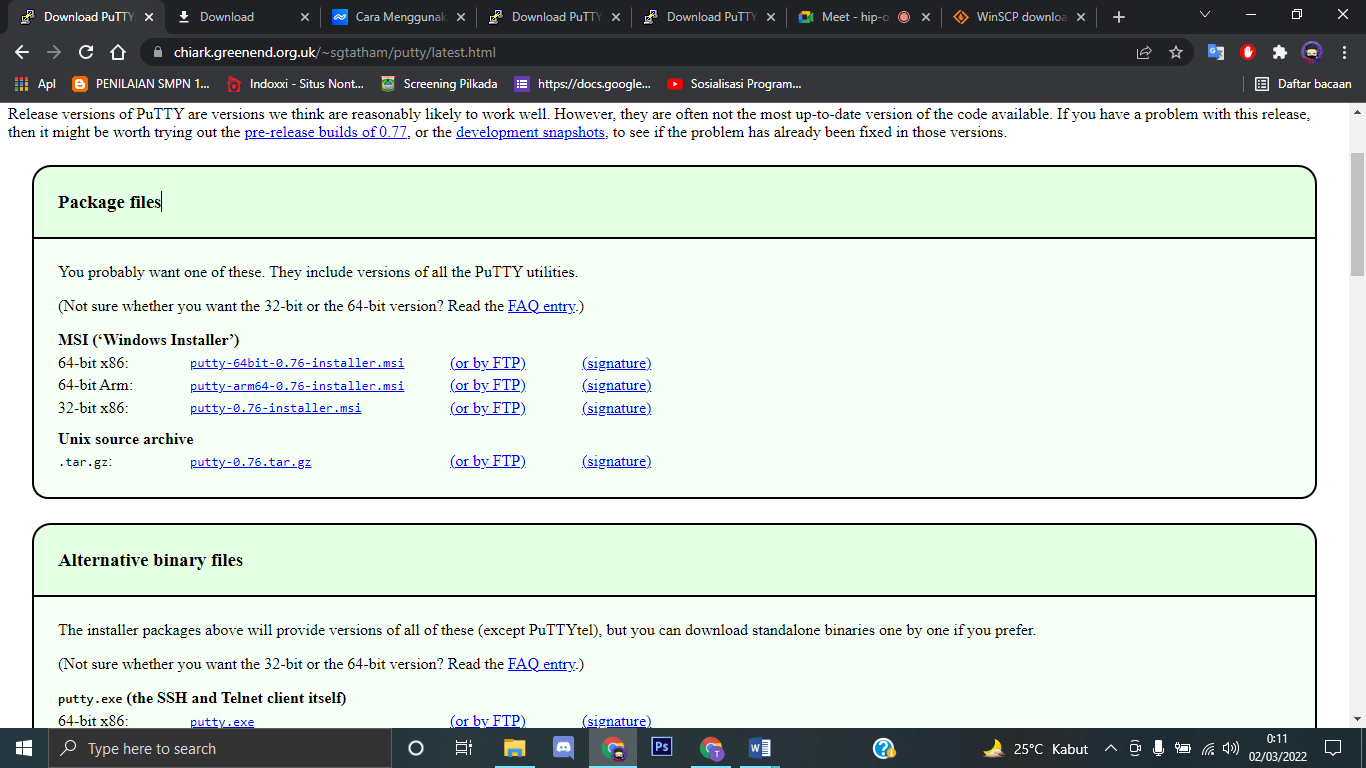 Download PuTTY
Download
Cara Menggunak
Download PuTTY
Download PuTTY
Meet - hip-o
WinSCP downloa
chiark.greenend.org.uk/~sgtatham/putty/latest.html
Apl
PENILAIAN SMPN 1...
Indoxxi - Situs Nont...
Screening Pilkada
https://docs.google...
Sosialisasi Program...
Daftar bacaan
Release versions of PuTTY are versions we think are reasonably likely to work well. However, they are often not the most up-to-date version of the code available. If you have a problem with this release,
then it might be worth trying out the pre-release builds of 0.77, or the development snapshots, to see if the problem has already been fixed in those versions.
Package files
You probably want one of these. They include versions of all the PuTTY utilities.
(Not sure whether you want the 32-bit or the 64-bit version? Read the FAQ entry.)
MSI (‘Windows Installer’)
64-bit x86: putty-64bit-0.76-installer.msi (or by FTP) (signature)
64-bit Arm: putty-arm64-0.76-installer.msi (or by FTP) (signature)
32-bit x86: putty-0.76-installer.msi (or by FTP) (signature)
Unix source archive
.tar.gz: putty-0.76.tar.gz (or by FTP) (signature)
Alternative binary files
The installer packages above will provide versions of all of these (except PuTTYtel), but you can download standalone binaries one by one if you prefer.
(Not sure whether you want the 32-bit or the 64-bit version? Read the FAQ entry.)
putty.exe (the SSH and Telnet client itself)
64-bit x86: putty.exe (or by FTP) (signature)
Type here to search
Ps
T
25°C Kabut
0:11
02/03/2022